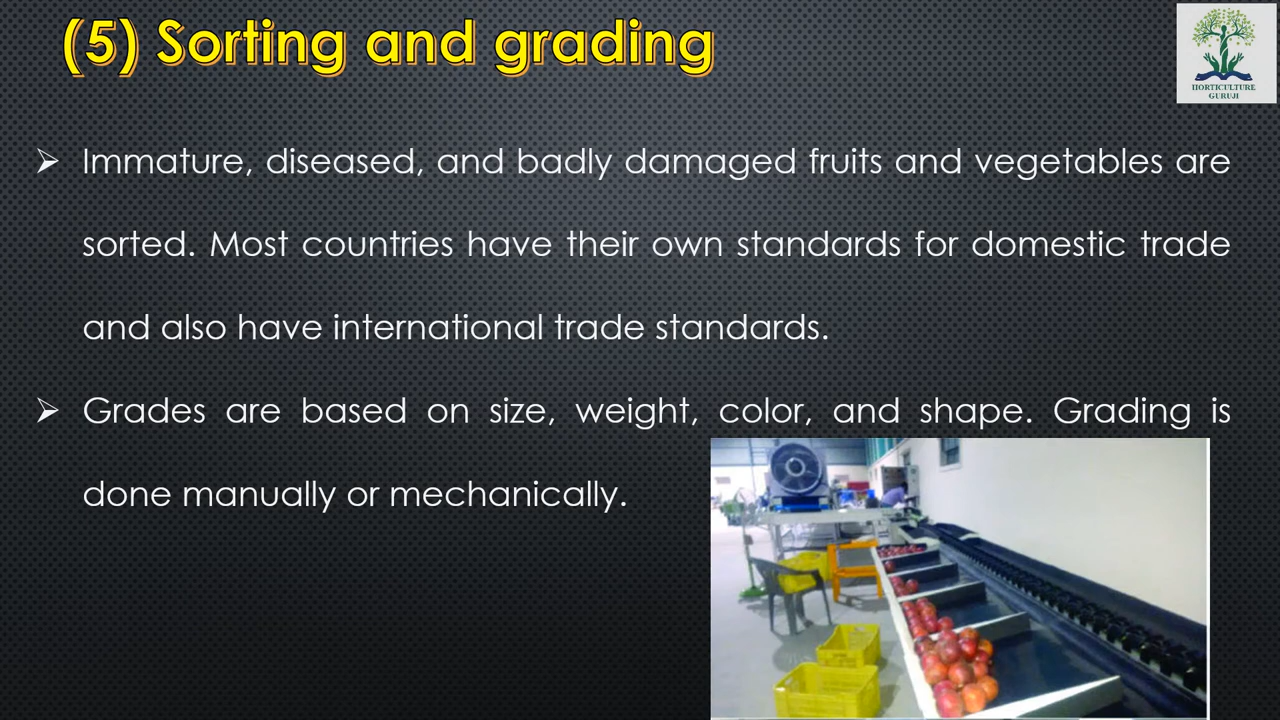 (5) Sorting and grading
HORTICULTURE
GURUJI
➢ Immature, diseased, and badly damaged fruits and vegetables are
sorted. Most countries have their own standards for domestic trade
and also have international trade standards.
➢ Grades are based on size, weight, color, and shape. Grading is
done manually or mechanically.